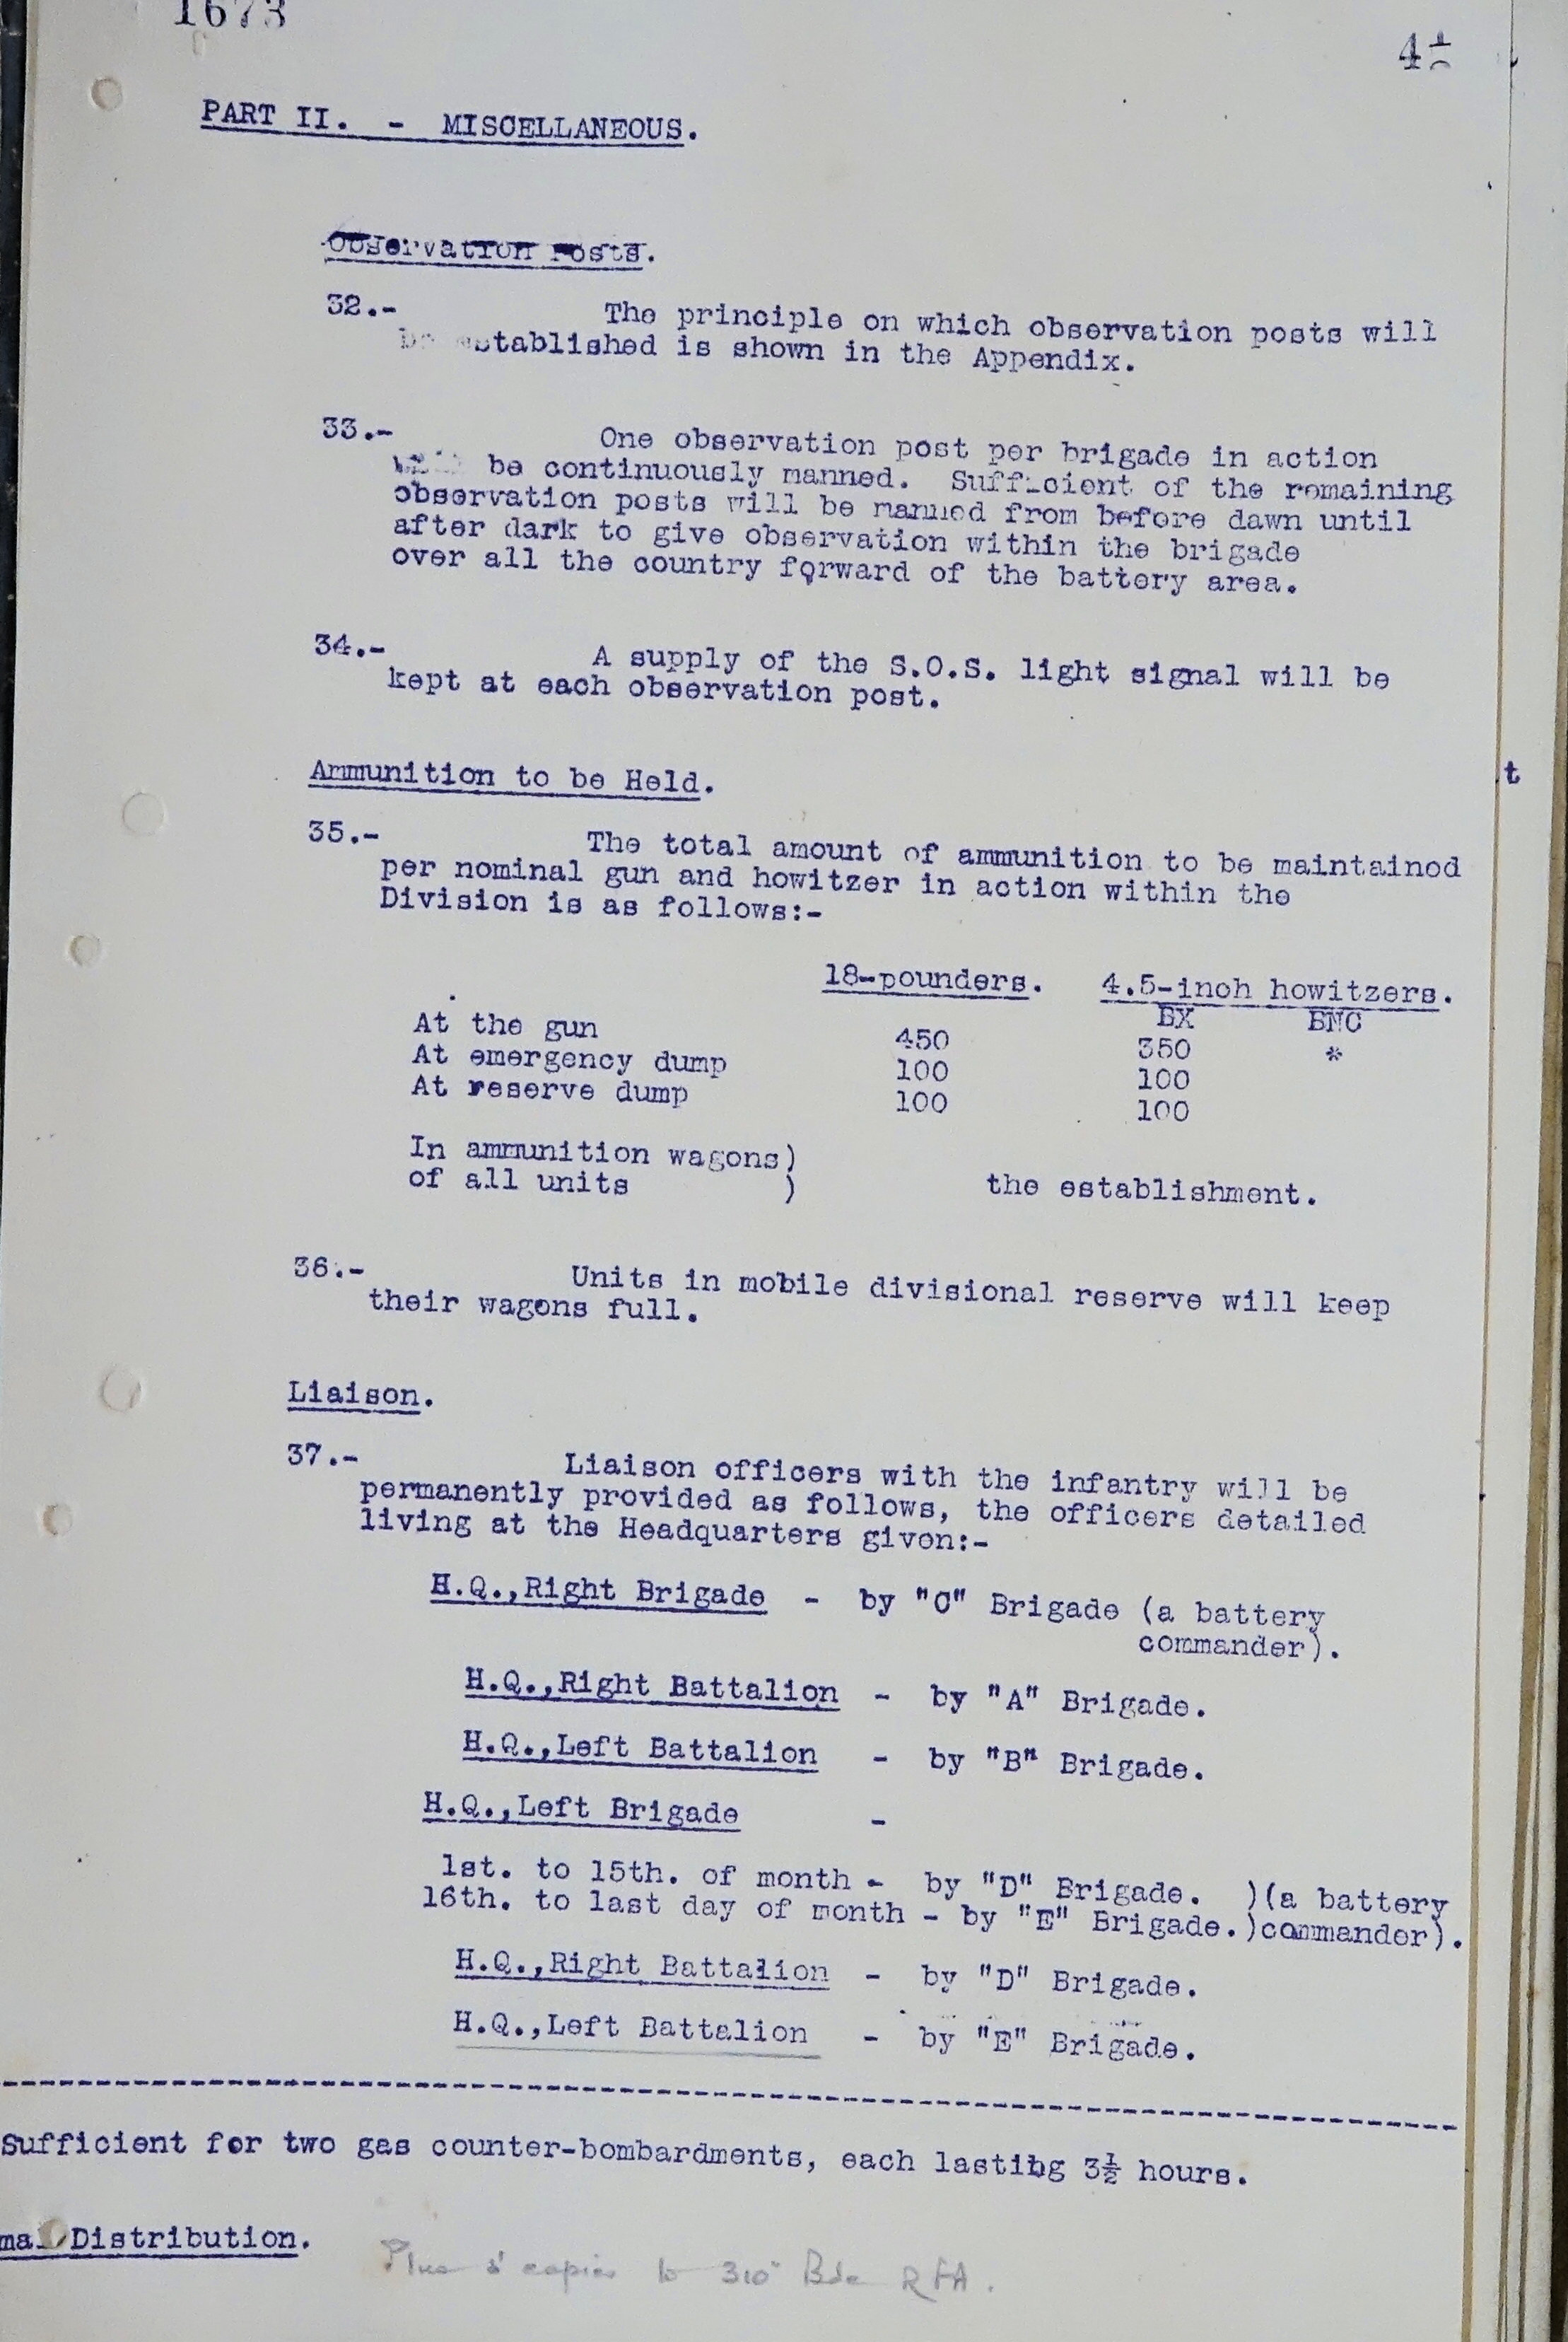 1673
PART II. - MISCELLANEOUS.
Observation Posts.
32.- The principle on which observation posts will
be established is shown in the Appendix.
33.- One observation post per brigade in action
be continuously manned. Sufficient of the remaining
observation posts will be manned from before dawn until
after dark to give observation within the brigade
over all the country forward of the battery area.
34.- A supply of the S.O.S. light signal will be
kept at each observation post.
Ammunition to be Held.
t
35.- The total amount of ammunition to be maintained
per nominal gun and howitzer in action within the
Division is as follows:-
18-pounders. 4.5-inch howitzers.
BX BNC
At the gun 450 350 *
At emergency dump 100 100
At reserve dump 100 100
In ammunition wagons)
of all units ) the establishment.
36.- Units in mobile divisional reserve will keep
their wagons full.
Liaison.
37.- Liaison officers with the infantry will be
permanently provided as follows, the officers detailed
living at the Headquarters given:-
H.Q.,Right Brigade - by "C" Brigade (a battery
commander).
H.Q.,Right Battalion - by "A" Brigade.
H.Q.,Left Battalion - by "B" Brigade.
H.Q.,Left Brigade -
1st. to 15th. of month - by "D" Brigade. )(a battery
16th. to last day of month - by "E" Brigade.)commander).
H.Q.,Right Battalion - by "D" Brigade.
H.Q.,Left Battalion - by "E" Brigade.
Sufficient for two gas counter-bombardments, each lastihg 3½ hours.
Distribution.
Plus copies to 310 Bde RFA.